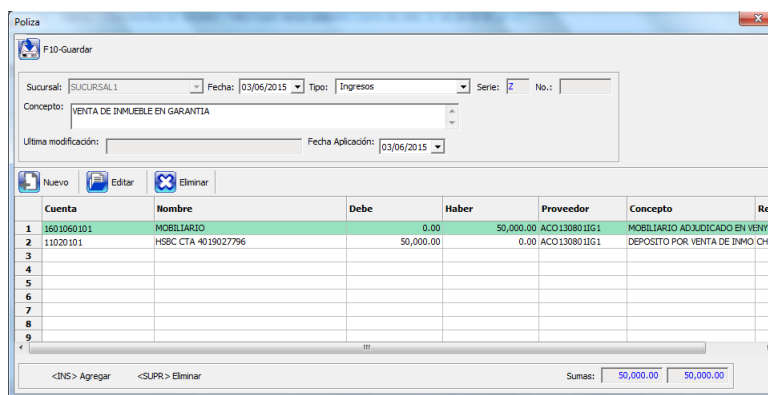 Poliza
F10-Guardar
Sucursal: SUCURSAL1 Fecha: 03/06/2015 Tipo: Ingresos Serie: Z No.:
Concepto: VENTA DE INMUEBLE EN GARANTIA
Ultima modificación: Fecha Aplicación: 03/06/2015
Nuevo Editar Eliminar
Cuenta Nombre Debe Haber Proveedor Concepto Re
1 1601060101 MOBILIARIO 0.00 50,000.00 ACO130801IG1 MOBILIARIO ADJUDICADO EN VENY
2 11020101 HSBC CTA 4019027796 50,000.00 0.00 ACO130801IG1 DEPOSITO POR VENTA DE INMO CH
3
4
5
6
7
8
9
<INS> Agregar <SUPR> Eliminar Sumas: 50,000.00 50,000.00